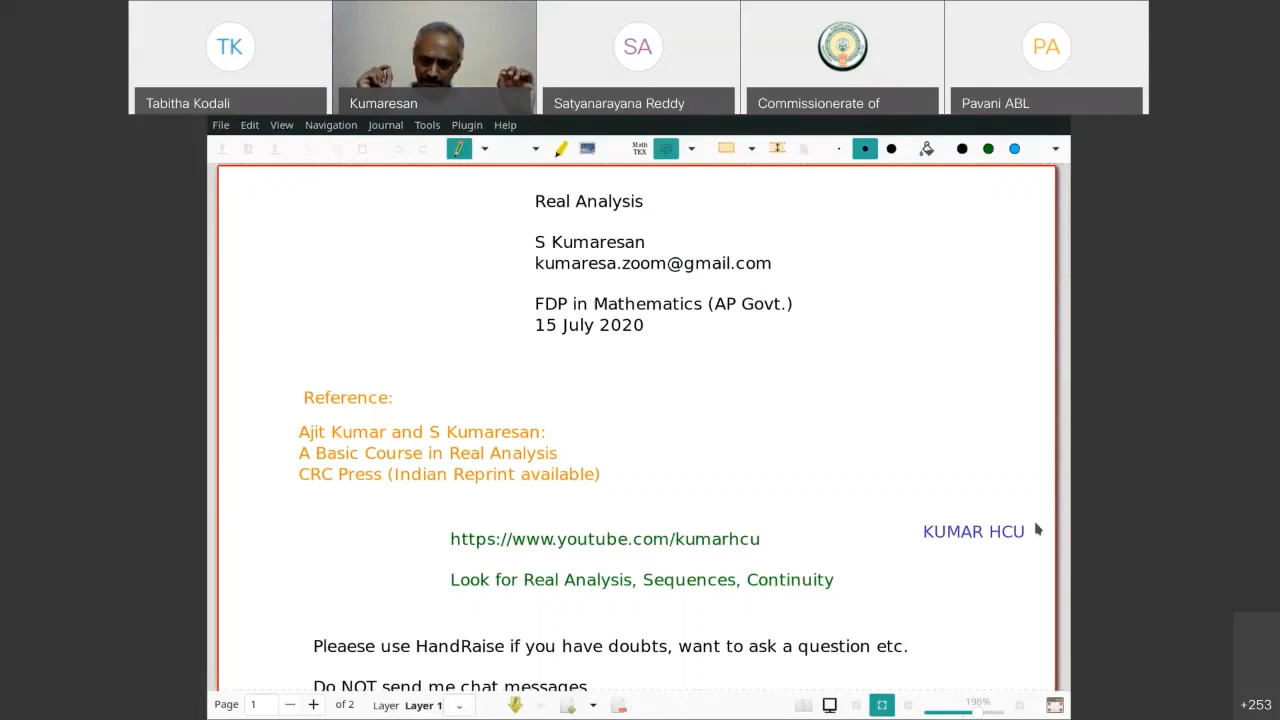 TK
SA
PA
Tabitha Kodali
Kumaresan
Satyanarayana Reddy
Commissionerate of
Pavani ABL
File Edit View Navigation Journal Tools Plugin Help
Math
TEX
Real Analysis
S Kumaresan
kumaresa.zoom@gmail.com
FDP in Mathematics (AP Govt.)
15 July 2020
Reference:
Ajit Kumar and S Kumaresan:
A Basic Course in Real Analysis
CRC Press (Indian Reprint available)
KUMAR HCU
https://www.youtube.com/kumarhcu
Look for Real Analysis, Sequences, Continuity
Pleaese use HandRaise if you have doubts, want to ask a question etc.
Do NOT send me chat messages
Page 1 of 2 Layer Layer 1 198%
+253